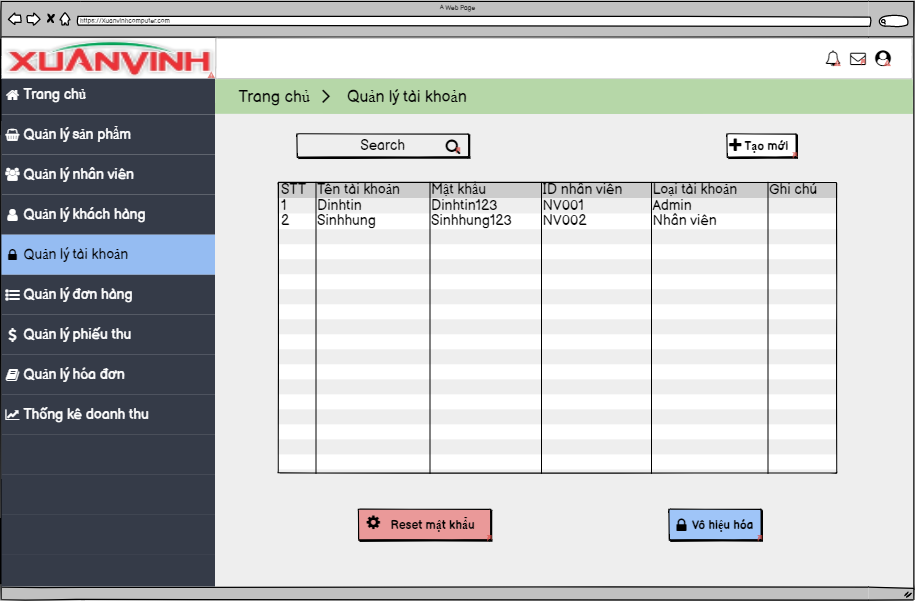 A Web Page
https://xuanvinhcomputer.com
XUÂNVINH
Trang chủ
Quản lý sản phẩm
Quản lý nhân viên
Quản lý khách hàng
Quản lý tài khoản
Quản lý đơn hàng
Quản lý phiếu thu
Quản lý hóa đơn
Thống kê doanh thu
Trang chủ > Quản lý tài khoản
Search
Tạo mới
STT Tên tài khoản Mật khẩu ID nhân viên Loại tài khoản Ghi chú
1 Dinhtin Dinhtin123 NV001 Admin
2 Sinhhung Sinhhung123 NV002 Nhân viên
Reset mật khẩu
Vô hiệu hóa